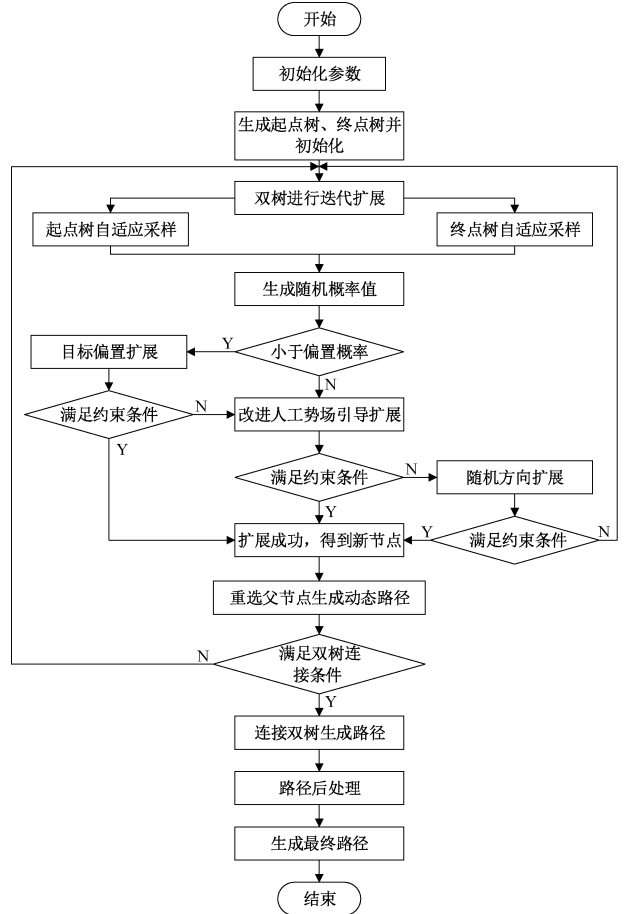 开始
初始化参数
生成起点树、终点树并
初始化
双树进行迭代扩展
起点树自适应采样
终点树自适应采样
生成随机概率值
小于偏置概率
Y
N
目标偏置扩展
满足约束条件
N
Y
改进人工势场引导扩展
满足约束条件
N
Y
随机方向扩展
满足约束条件
Y
N
扩展成功，得到新节点
重选父节点生成动态路径
满足双树连
接条件
N
Y
连接双树生成路径
路径后处理
生成最终路径
结束